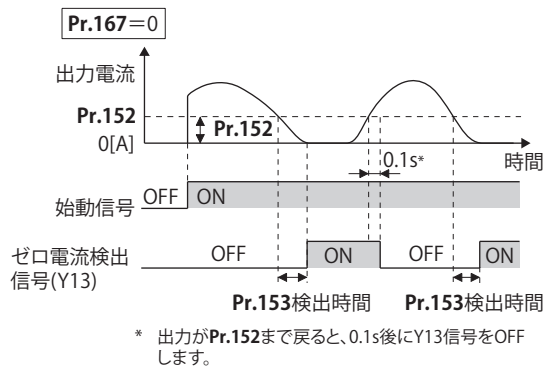 Pr.167＝0
出力電流
Pr.152
Pr.152
0[A]
時間
0.1s*
始動信号
OFF
ON
ゼロ電流検出
信号(Y13)
OFF
ON
OFF
ON
Pr.153検出時間
Pr.153検出時間
* 出力がPr.152まで戻ると、0.1s後にY13信号をOFF
します。